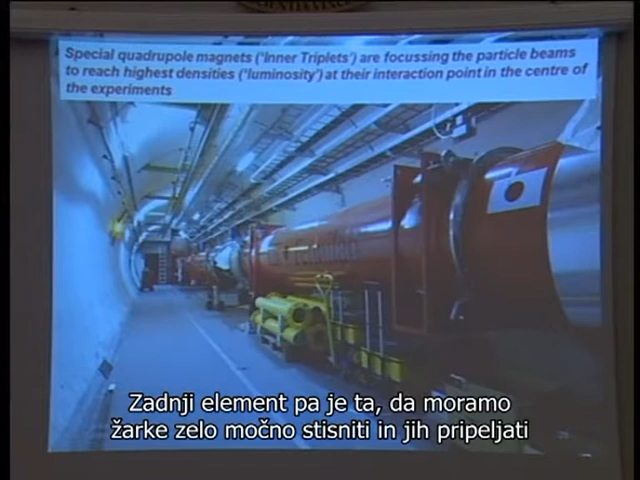 Special quadrupole magnets ('Inner Triplets') are focussing the particle beams
to reach highest densities ('luminosity') at their interaction point in the centre of
the experiments
Zadnji element pa je ta, da moramo
žarke zelo močno stisniti in jih pripeljati